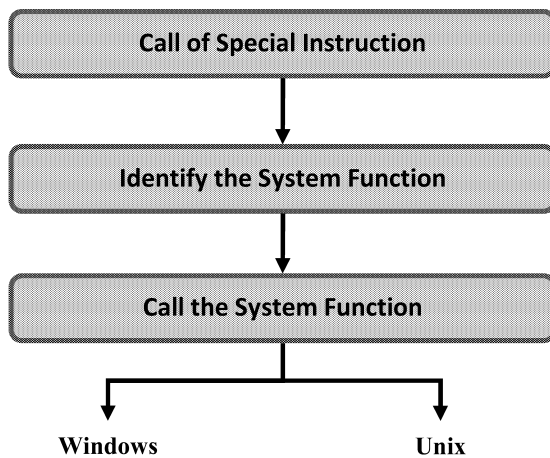 Call of Special Instruction
Identify the System Function
Call the System Function
Windows
Unix